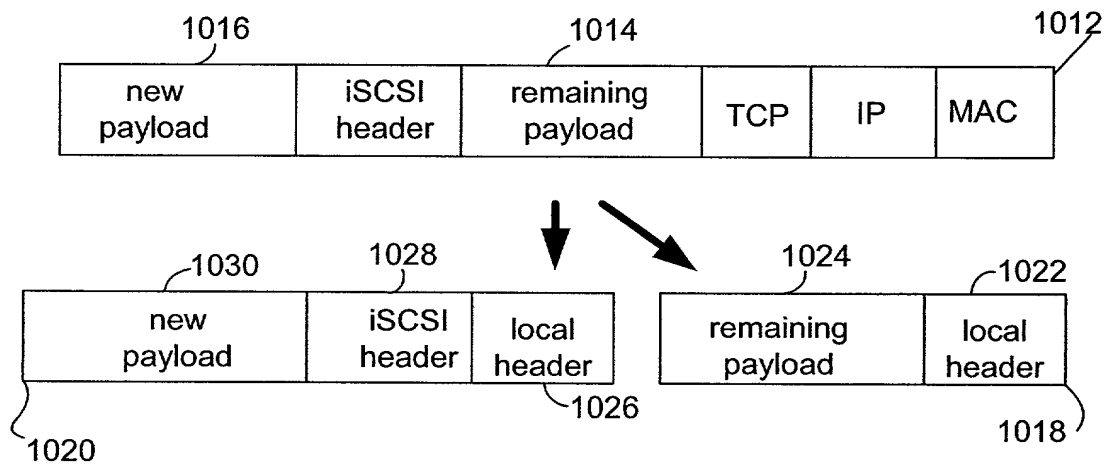 1016 1014 1012
new payload iSCSI header remaining payload TCP IP MAC
1030 1028 1024 1022
new payload iSCSI header local header remaining payload local header
1020 1026 1018